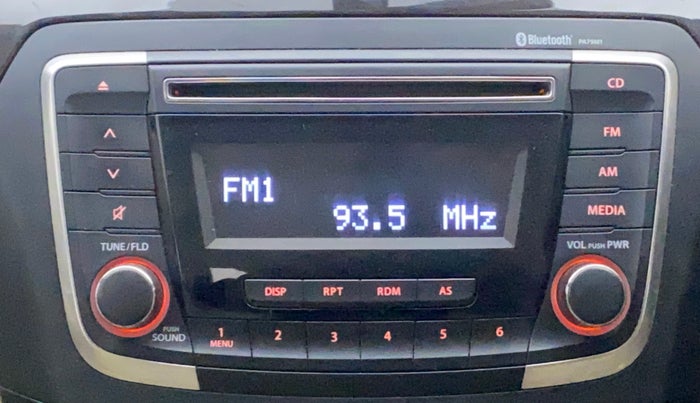 Bluetooth
CD
FM
AM
MEDIA
FM1
93.5 MHz
TUNE/FLD
VOL PUSH PWR
DISP RPT RDM AS
PUSH
SOUND
1 2 3 4 5 6
MENU